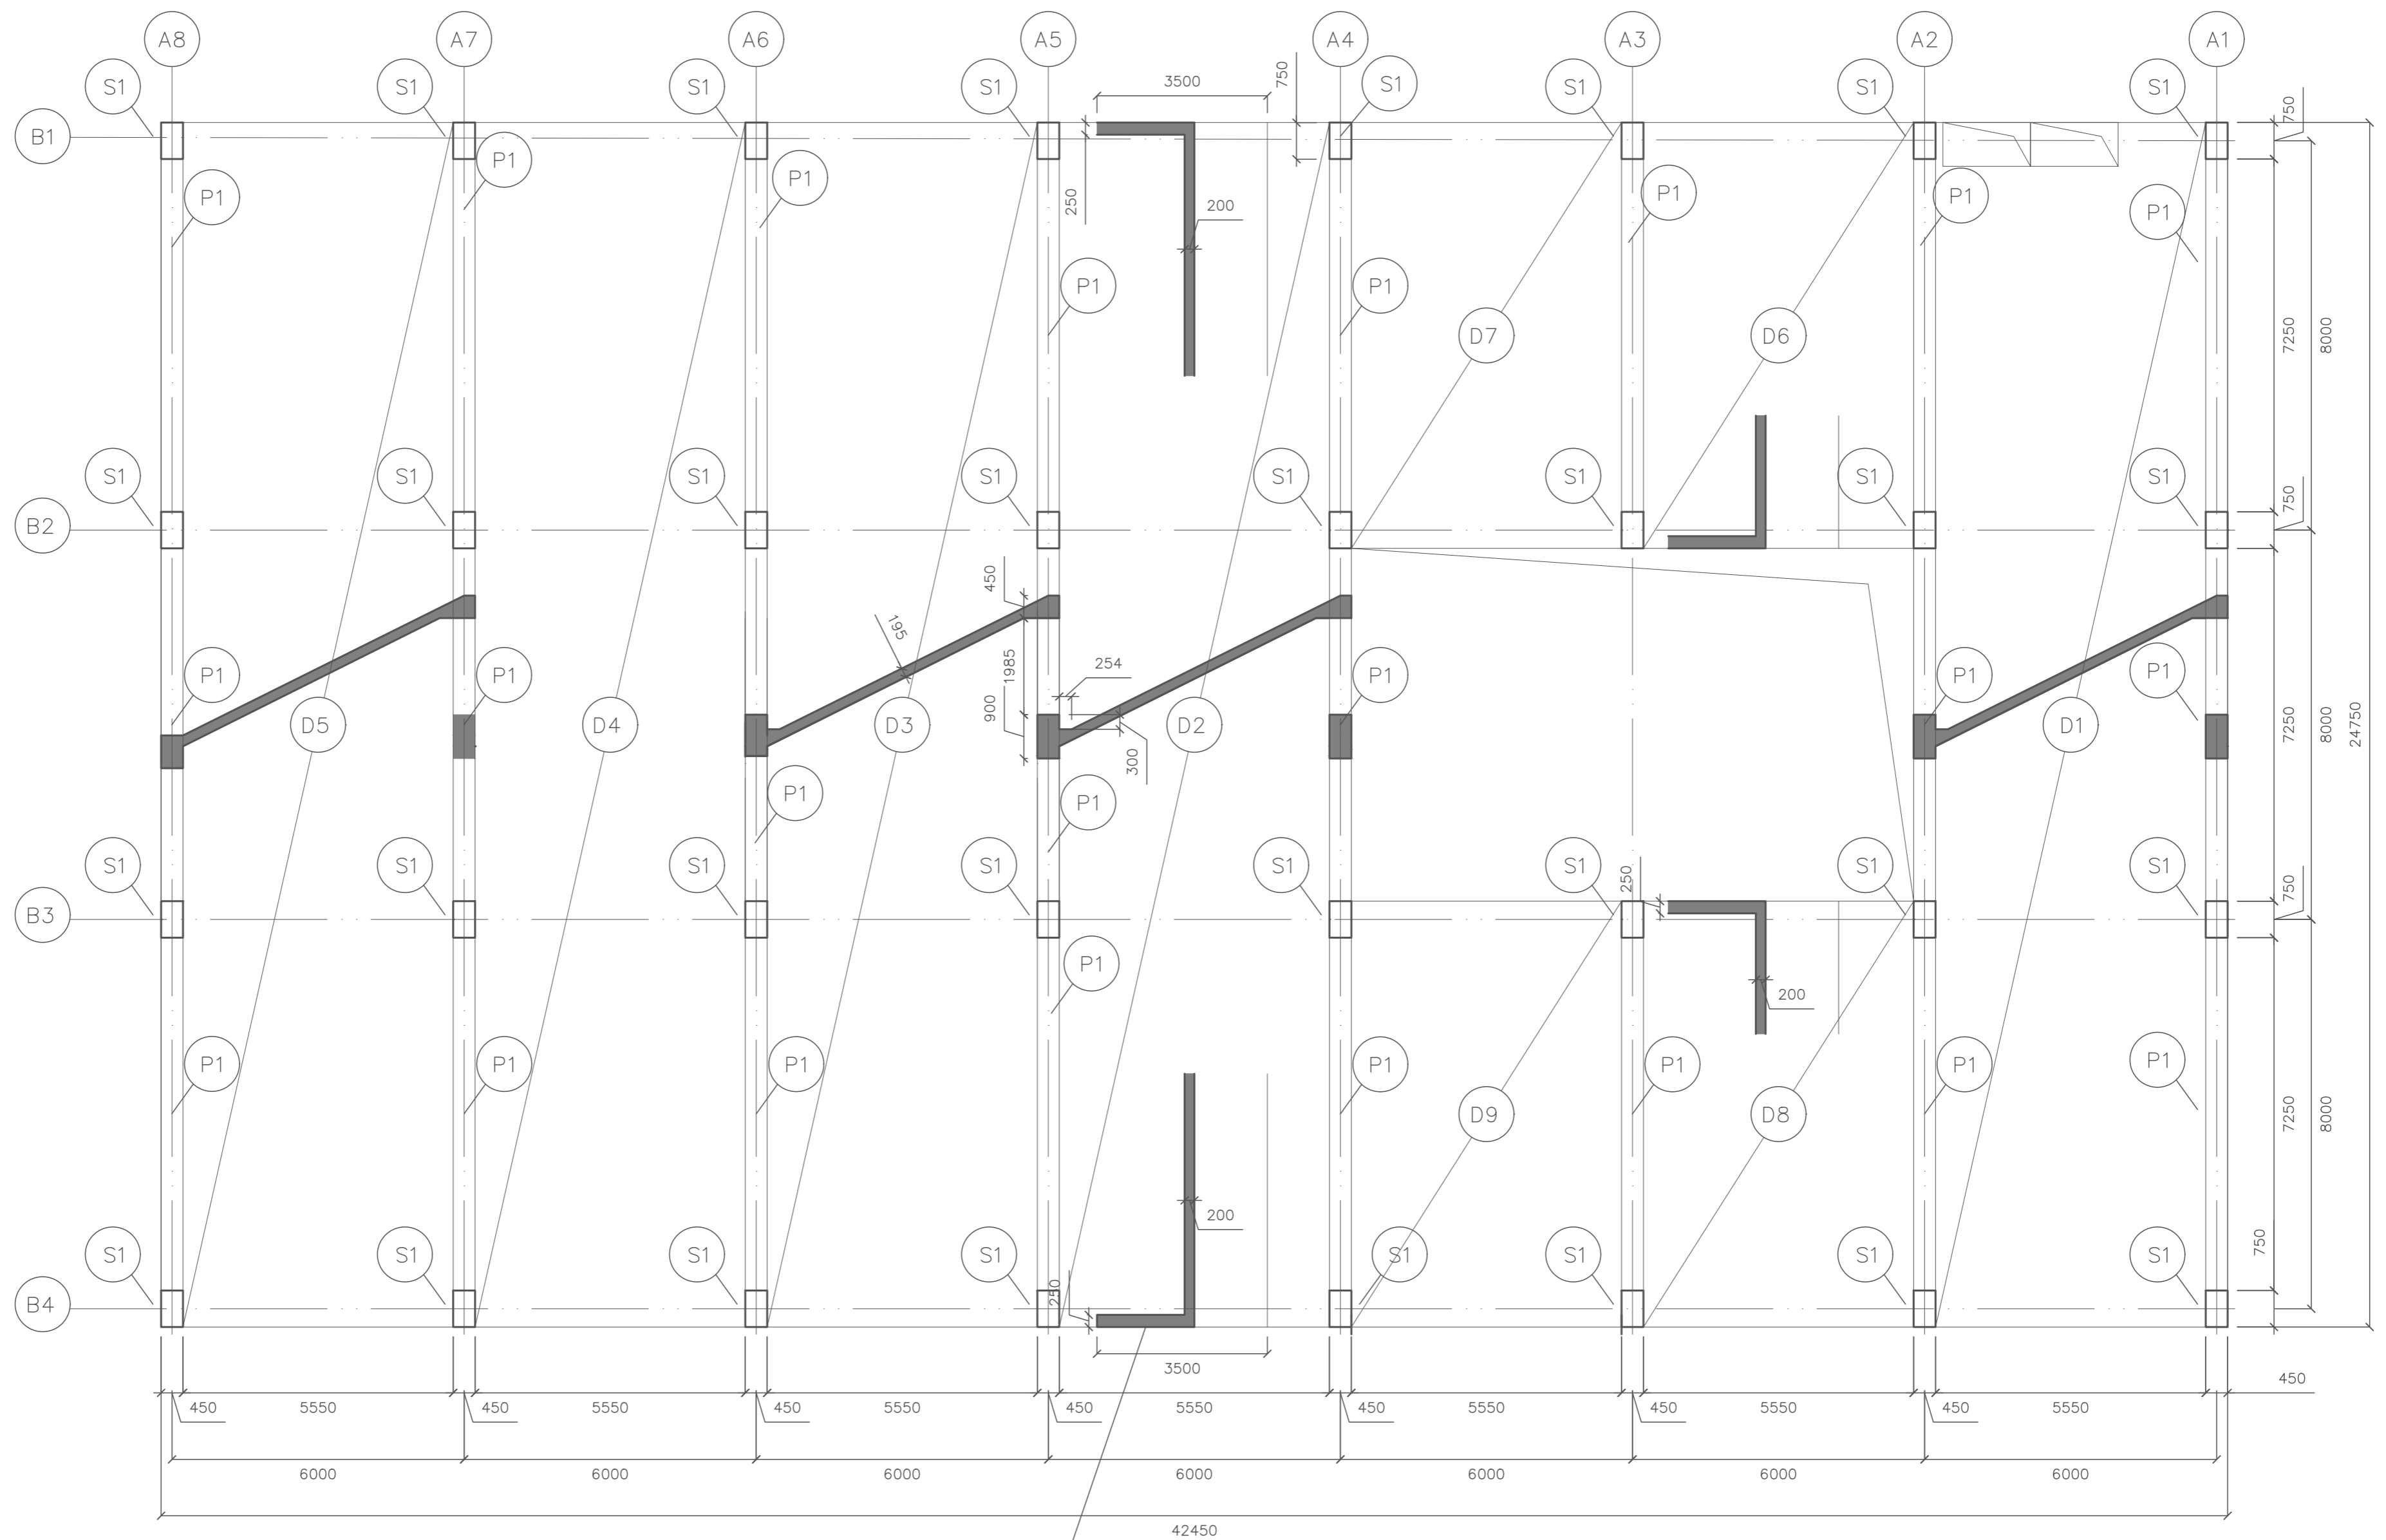 A8 A7 A6 A5 A4 A3 A2 A1
S1 S1 S1 S1 3500 750 S1 S1 S1 S1 750
B1
P1 P1 P1 250 200 P1 P1 P1
P1 P1
D7 D6 7250 8000
S1 S1 S1 S1 S1 S1 S1 S1 750
B2
450
195
P1 P1 1985 254 P1 P1 P1
D5 D4 900 D3 D2 D1 7250 8000 24750
300
P1 P1
S1 S1 S1 S1 S1 S1 250 S1 S1 750
B3
P1 200
P1 P1 P1 P1 P1 P1 P1
D9 D8 7250 8000
200
S1 S1 S1 S1 S1 S1 S1 S1 750
250
B4
3500
450 5550 450 5550 450 5550 450 5550 450 5550 450 5550 450 5550 450
6000 6000 6000 6000 6000 6000 6000
42450